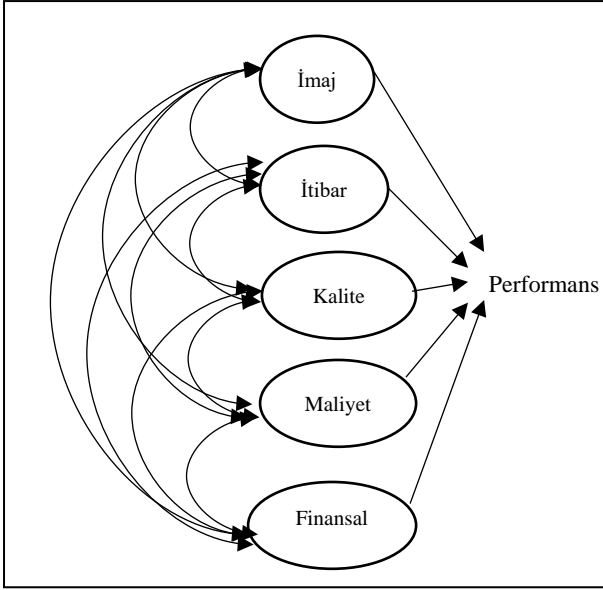 İmaj
İtibar
Kalite
Performans
Maliyet
Finansal